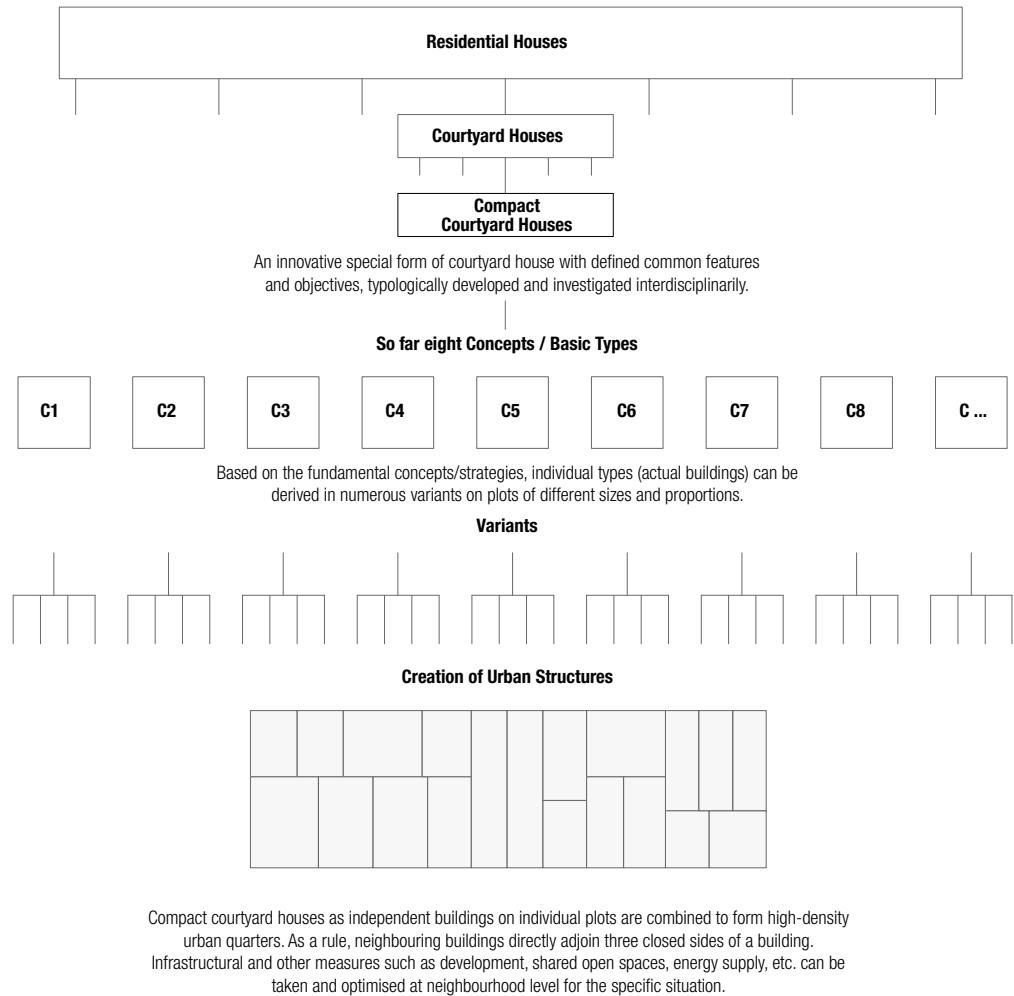 Residential Houses
Courtyard Houses
Compact
Courtyard Houses
An innovative special form of courtyard house with defined common features
and objectives, typologically developed and investigated interdisciplinarily.
So far eight Concepts / Basic Types
C1 C2 C3 C4 C5 C6 C7 C8 C ...
Based on the fundamental concepts/strategies, individual types (actual buildings) can be
derived in numerous variants on plots of different sizes and proportions.
Variants
Creation of Urban Structures
Compact courtyard houses as independent buildings on individual plots are combined to form high-density
urban quarters. As a rule, neighbouring buildings directly adjoin three closed sides of a building.
Infrastructural and other measures such as development, shared open spaces, energy supply, etc. can be
taken and optimised at neighbourhood level for the specific situation.